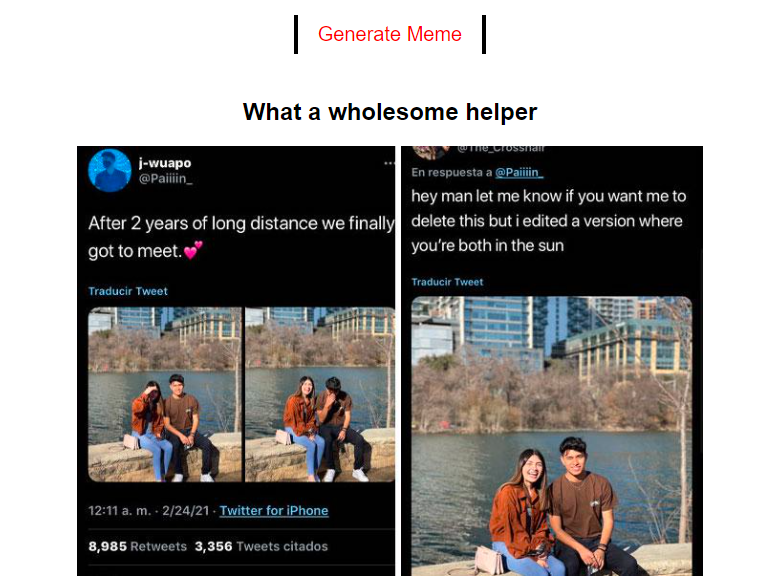 Generate Meme
What a wholesome helper
j-wuapo
@Paiiiin_
After 2 years of long distance we finally
got to meet.💕
Traducir Tweet
12:11 a. m. · 2/24/21 · Twitter for iPhone
8,985 Retweets 3,356 Tweets citados
@The_Crosshair
En respuesta a @Paiiiin_
hey man let me know if you want me to
delete this but i edited a version where
you're both in the sun
Traducir Tweet